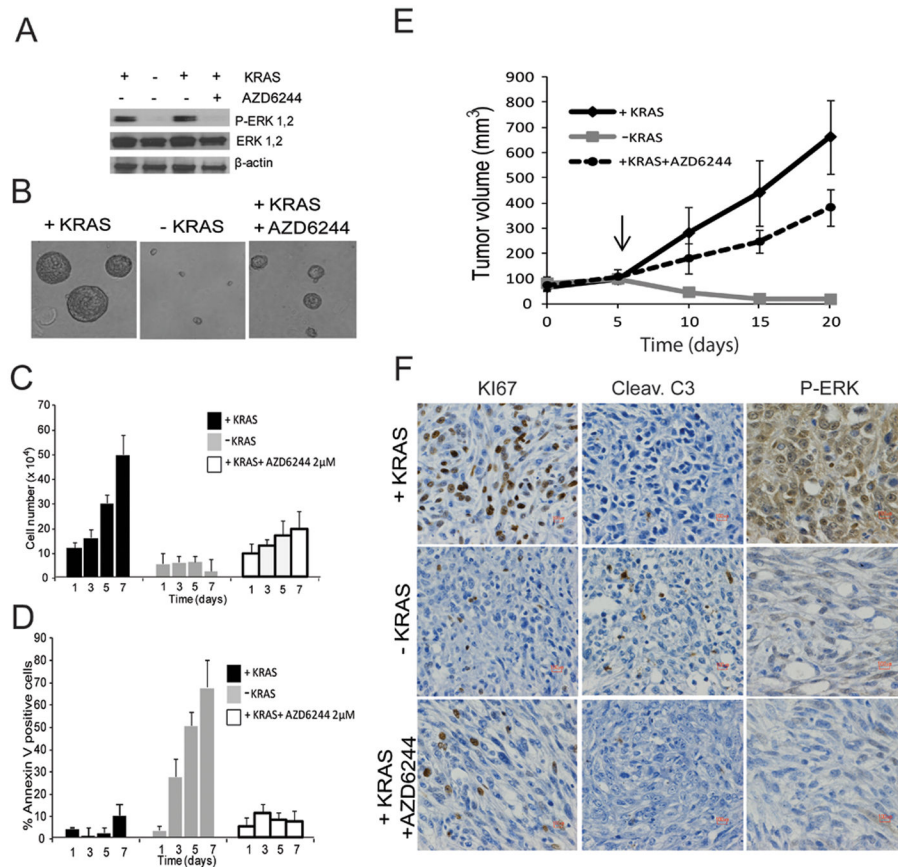 A
+ - + + KRAS
- - - + AZD6244
P-ERK 1,2
ERK 1,2
β-actin
B
+ KRAS
- KRAS
+ KRAS
+ AZD6244
C
Cell number (x 10⁻⁴)
70
60
50
40
30
20
10
0
+ KRAS
- KRAS
+ KRAS+ AZD6244 2μM
1 3 5 7 1 3 5 7 1 3 5 7
Time (days)
D
% Annexin V positive cells
90
80
70
60
50
40
30
20
10
0
+ KRAS
- KRAS
+ KRAS+ AZD6244 2μM
1 3 5 7 1 3 5 7 1 3 5 7
Time (days)
E
Tumor volume (mm³)
900
800
700
600
500
400
300
200
100
0
+ KRAS
-KRAS
+KRAS+AZD6244
0 5 10 15 20
Time (days)
F
KI67 Cleav. C3 P-ERK
+ KRAS
- KRAS
+ KRAS
+AZD6244